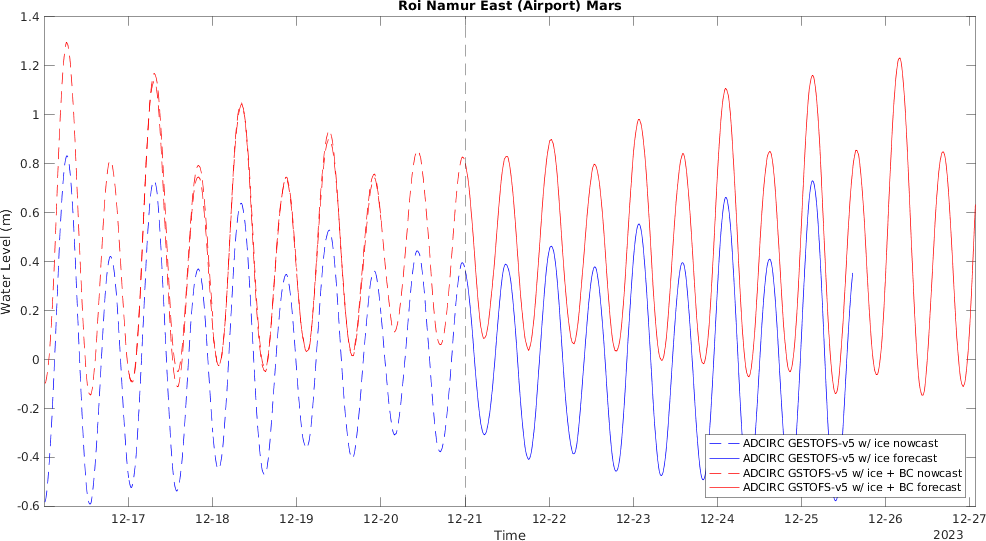 Roi Namur East (Airport) Mars
1.4
1.2
1
0.8
0.6
0.4
0.2
0
-0.2
-0.4
-0.6
Water Level (m)
ADCIRC GESTOFS-v5 w/ ice nowcast
ADCIRC GESTOFS-v5 w/ ice forecast
ADCIRC GSTOFS-v5 w/ ice + BC nowcast
ADCIRC GSTOFS-v5 w/ ice + BC forecast
12-17 12-18 12-19 12-20 12-21 12-22 12-23 12-24 12-25 12-26 12-27
Time
2023